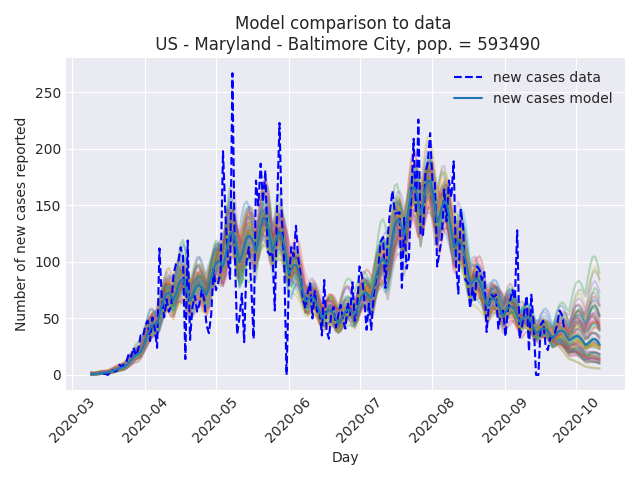 Model comparison to data
US - Maryland - Baltimore City, pop. = 593490
new cases data
new cases model
Number of new cases reported
250
200
150
100
50
0
2020-03
2020-04
2020-05
2020-06
2020-07
2020-08
2020-09
2020-10
Day